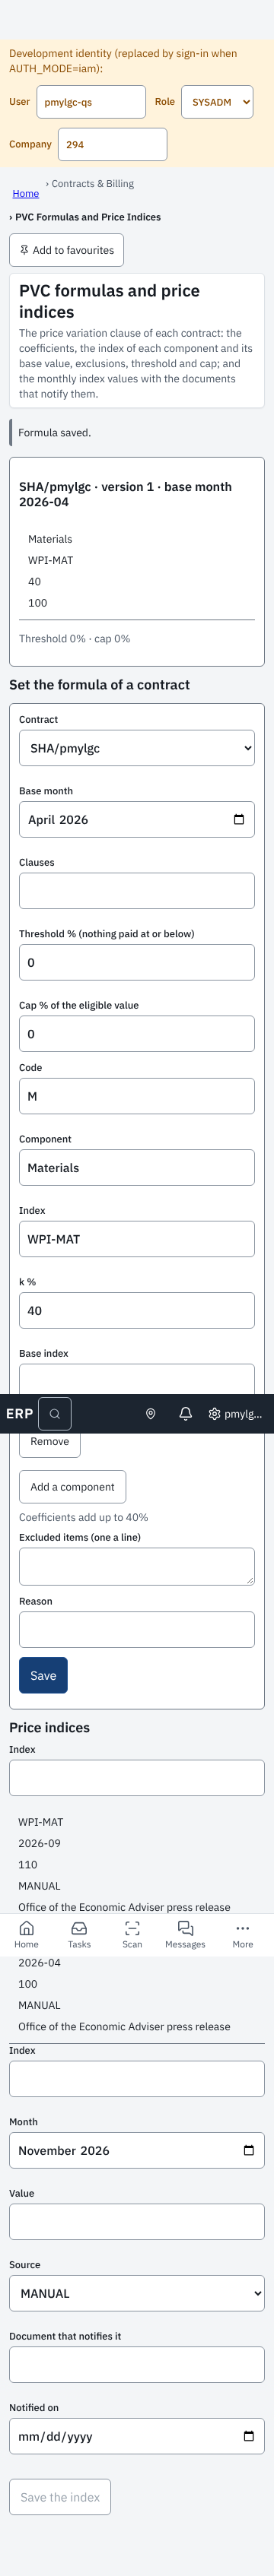 Development identity (replaced by sign-in when
AUTH_MODE=iam):
User pmylgc-qs Role SYSADM
Company 294
Home › Contracts & Billing
› PVC Formulas and Price Indices
Add to favourites
PVC formulas and price
indices
The price variation clause of each contract: the
coefficients, the index of each component and its
base value, exclusions, threshold and cap; and
the monthly index values with the documents
that notify them.
Formula saved.
SHA/pmylgc · version 1 · base month
2026-04
Materials
WPI-MAT
40
100
Threshold 0% · cap 0%
Set the formula of a contract
Contract
SHA/pmylgc
Base month
April 2026
Clauses
Threshold % (nothing paid at or below)
0
Cap % of the eligible value
0
Code
M
Component
Materials
Index
WPI-MAT
k %
40
Base index
ERP pmylg...
Remove
Add a component
Coefficients add up to 40%
Excluded items (one a line)
Reason
Save
Price indices
Index
WPI-MAT
2026-09
110
MANUAL
Office of the Economic Adviser press release
Home Tasks Scan Messages More
2026-04
100
MANUAL
Office of the Economic Adviser press release
Index
Month
November 2026
Value
Source
MANUAL
Document that notifies it
Notified on
mm/dd/yyyy
Save the index